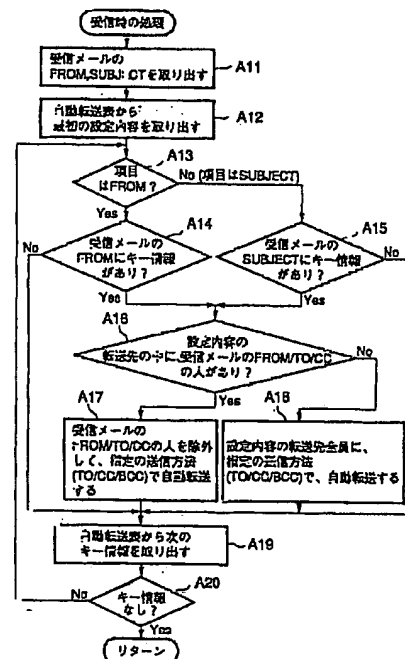 受信時の処理
受信メールの
FROM,SUBJ CTを取り出す
A11
自動転送表から
最初の設定内容を取り出す
A12
A13
項目
はFROM?
No (項目はSUBJECT)
Yes
A14
A15
No
受信メールの
FROMにキー情報
があり?
受信メールの
SUBJECTにキー情報
があり?
No
Yes
Yes
A16
設定内容の
転送先の中に、受信メールのFROM/TO/CC
の人があり?
No
Yes
A17
A18
受信メールの
FROM/TO/CCの人を除外
して、指定の送信方法
(TO/CC/BCC)で自動転送
する
設定内容の転送先全員に、
指定の送信方法
(TO/CC/BCC)で、自動転送する
自動転送表から次の
キー情報を取り出す
A19
A20
No
キー情報
なし?
Yes
リターン